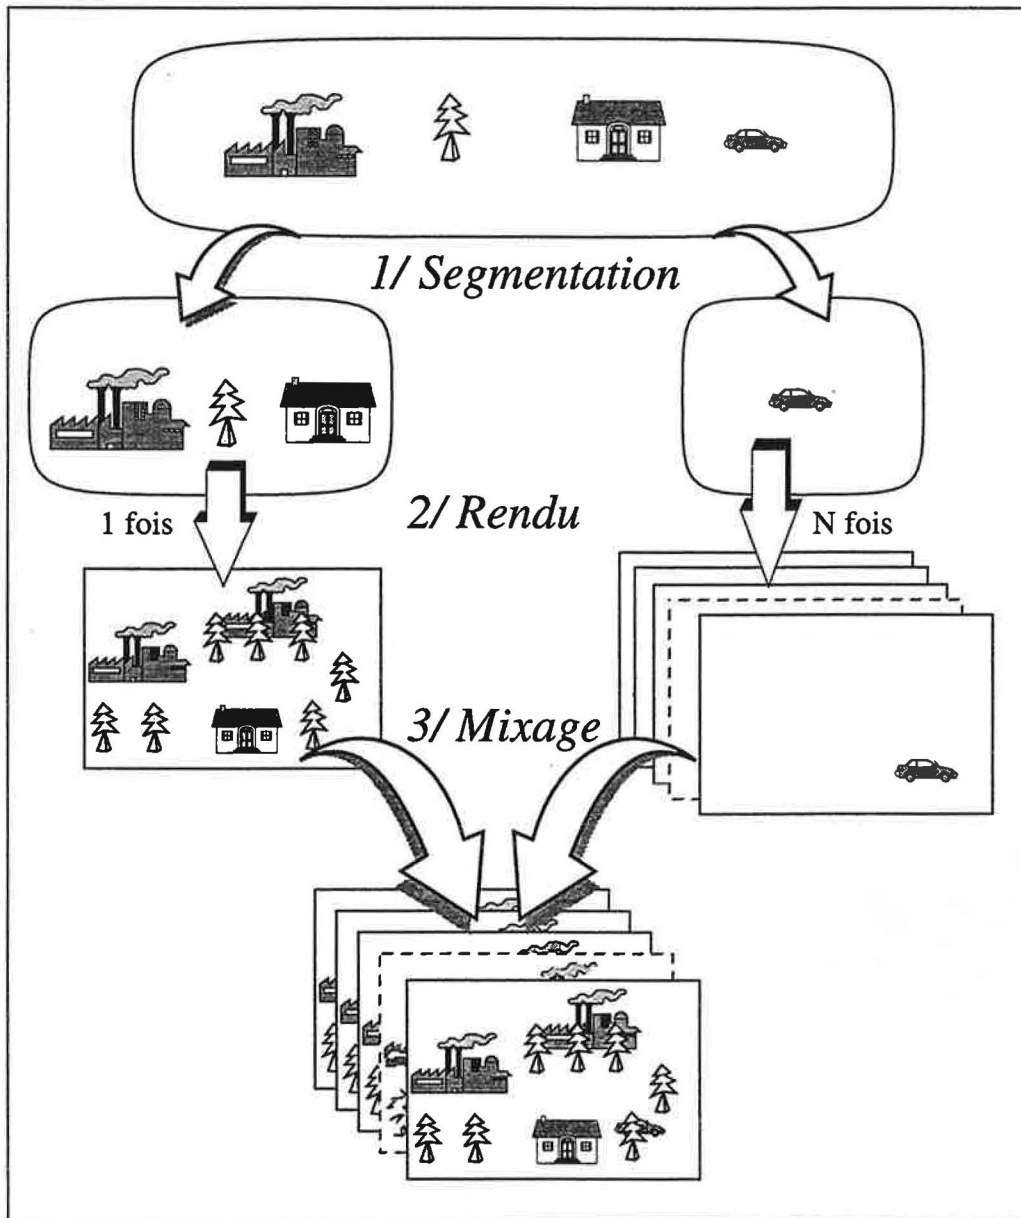 1/ Segmentation
1 fois
2/ Rendu
N fois
3/ Mixage